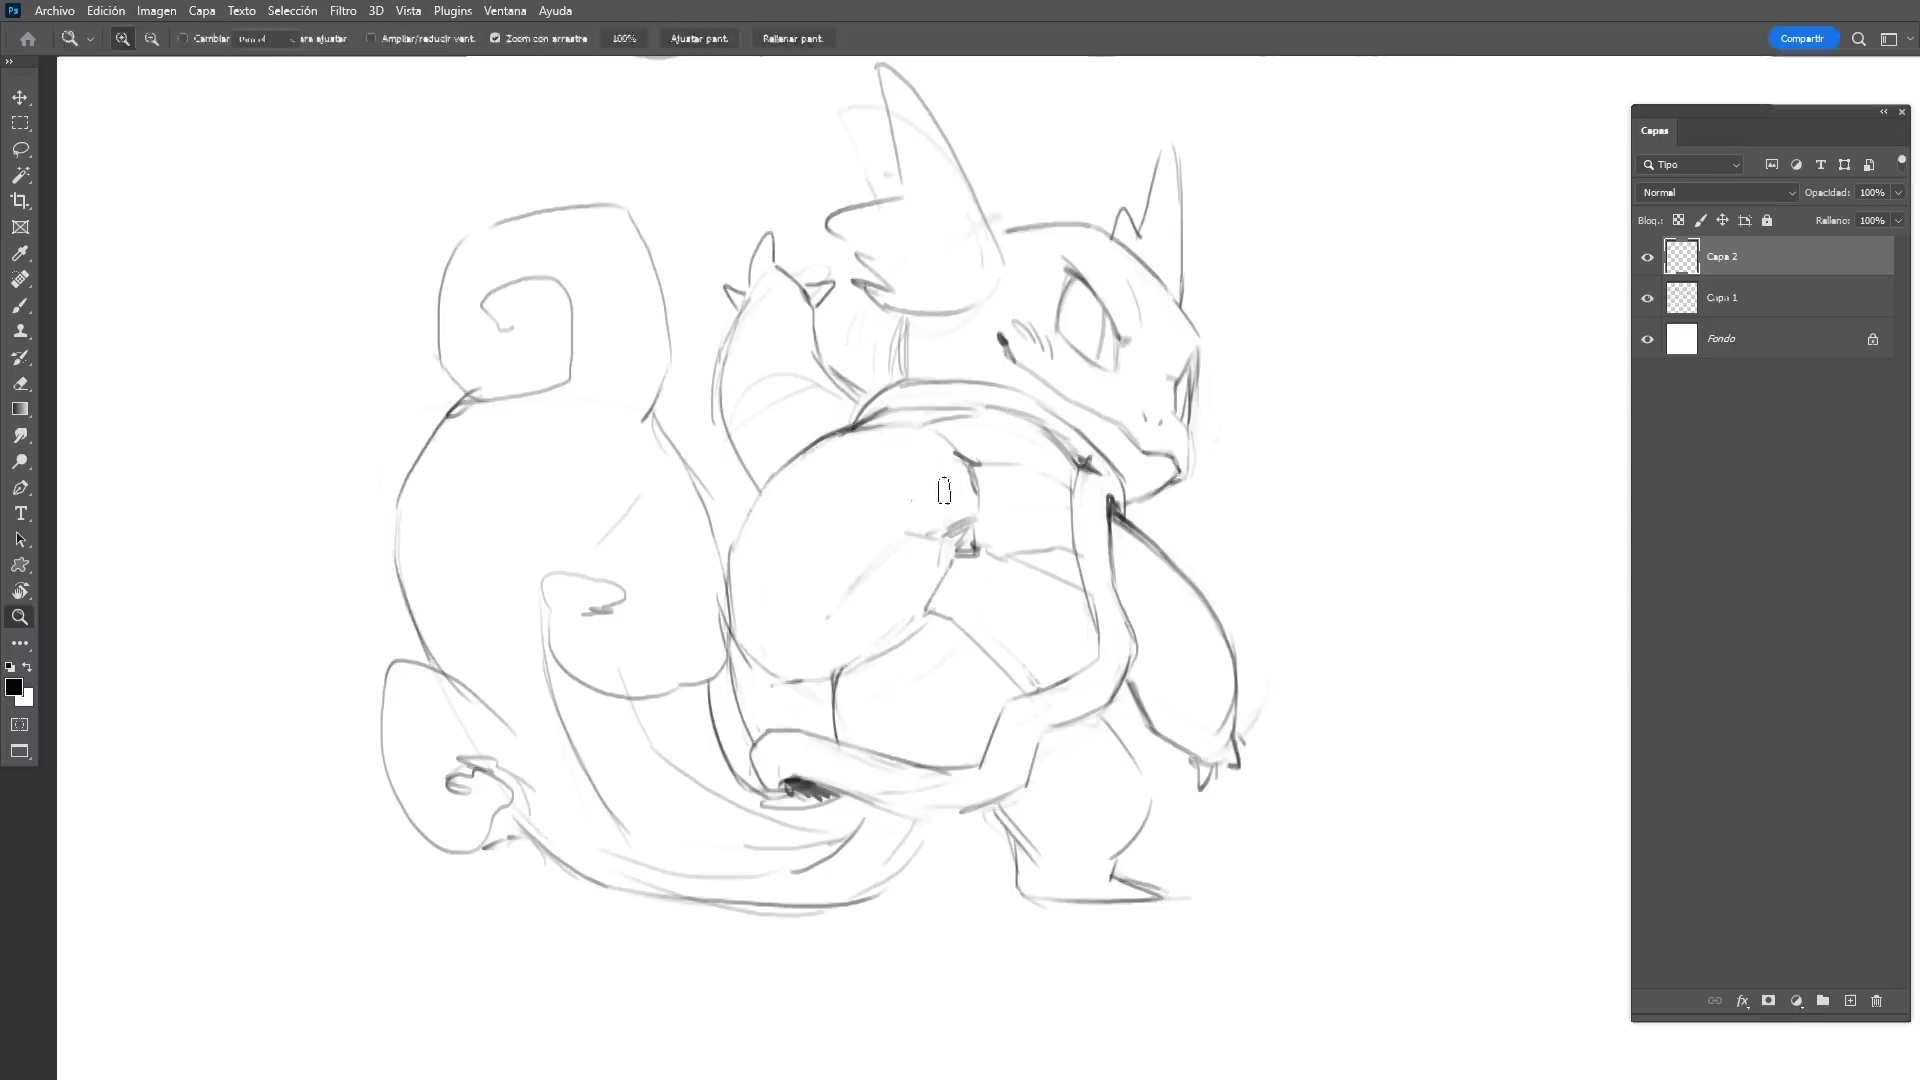 Ps Archivo Edición Imagen Capa Texto Selección Filtro 3D Vista Plugins Ventana Ayuda
Cambiar ara ajustar Ampliar/reducir vent. Zoom con arrastre 100% Ajustar pant. Rellenar pant. Compartir
Capas
Tipo
Normal Opacidad: 100%
Bloq.: Relleno: 100%
Capa 2
Capa 1
Fondo